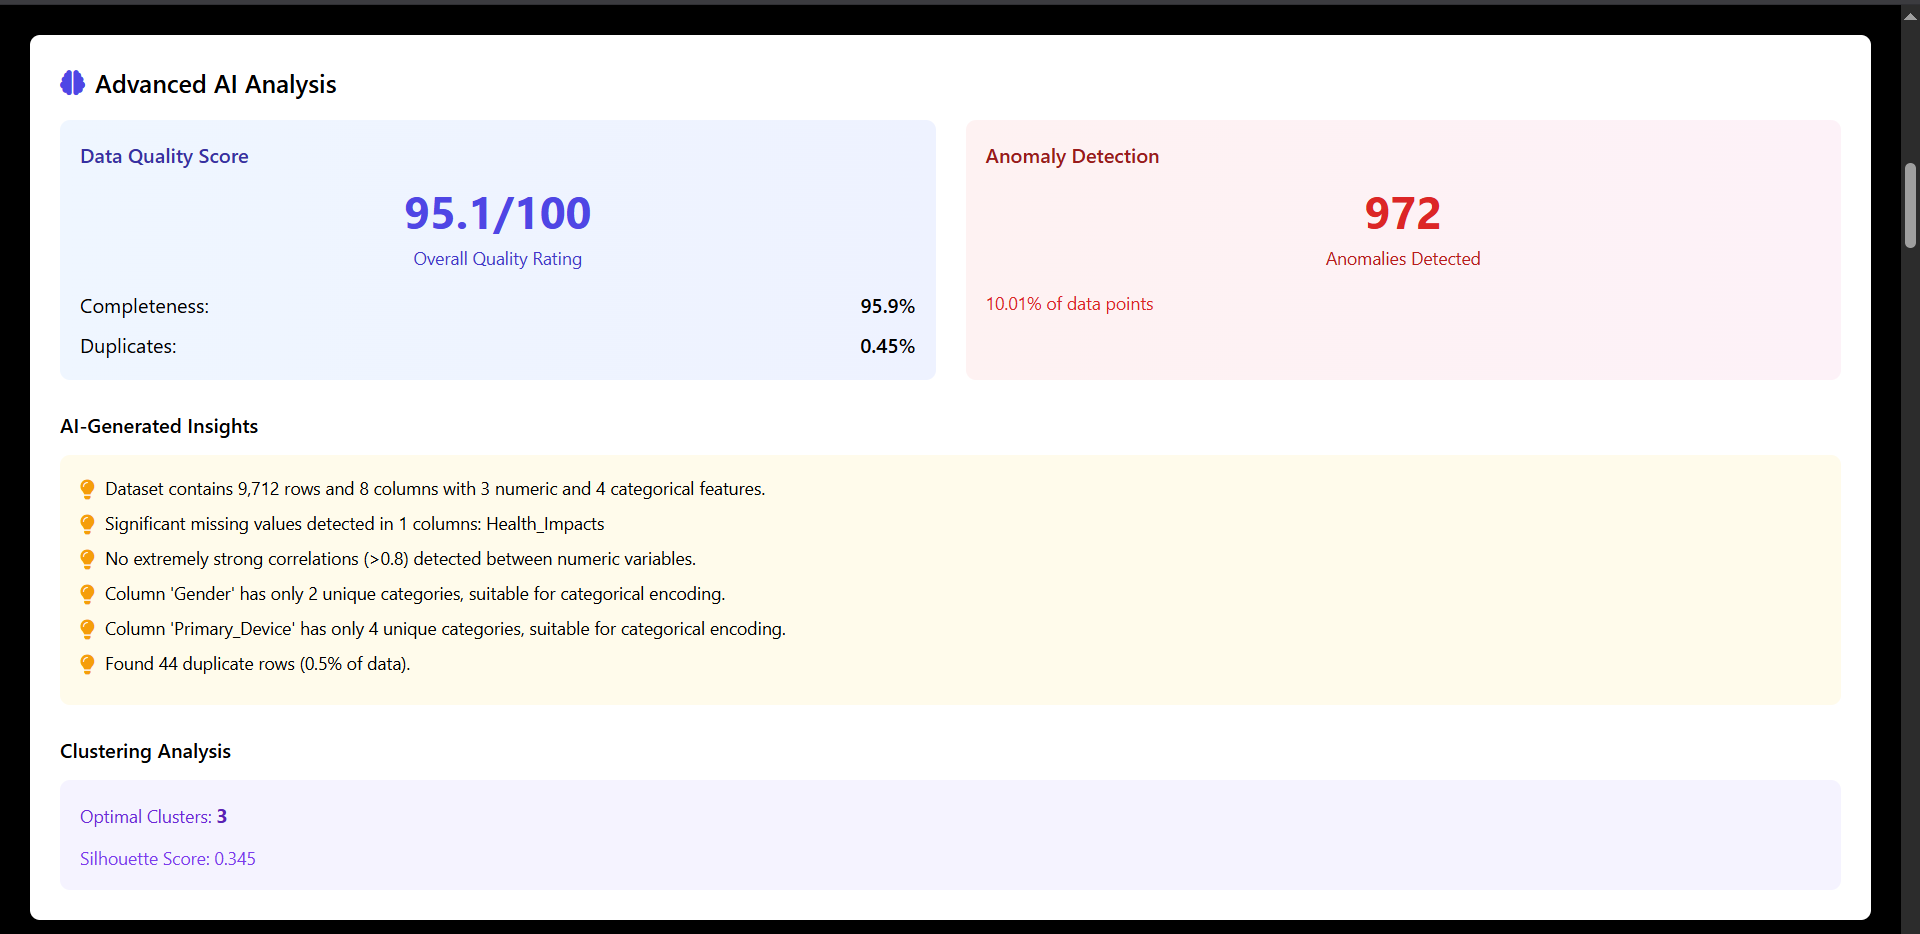 Advanced AI Analysis
Data Quality Score
95.1/100
Overall Quality Rating
Completeness: 95.9%
Duplicates: 0.45%
Anomaly Detection
972
Anomalies Detected
10.01% of data points
AI-Generated Insights
Dataset contains 9,712 rows and 8 columns with 3 numeric and 4 categorical features.
Significant missing values detected in 1 columns: Health_Impacts
No extremely strong correlations (>0.8) detected between numeric variables.
Column 'Gender' has only 2 unique categories, suitable for categorical encoding.
Column 'Primary_Device' has only 4 unique categories, suitable for categorical encoding.
Found 44 duplicate rows (0.5% of data).
Clustering Analysis
Optimal Clusters: 3
Silhouette Score: 0.345